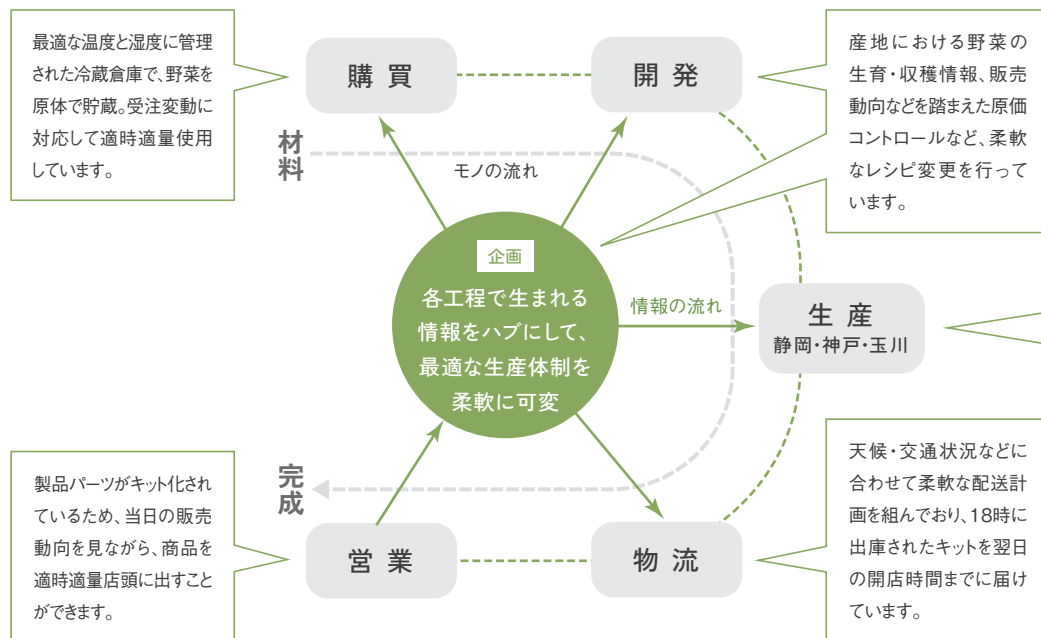 最適な温度と湿度に管理
された冷蔵倉庫で、野菜を
原体で貯蔵。受注変動に
対応して適時適量使用
しています。
購買
開発
産地における野菜の
生育・収穫情報、販売
動向などを踏まえた原価
コントロールなど、柔軟
なレシピ変更を行って
います。
材料
モノの流れ
企画
各工程で生まれる
情報をハブにして、
最適な生産体制を
柔軟に可変
情報の流れ
生産
静岡・神戸・玉川
完成
製品パーツがキット化され
ているため、当日の販売
動向を見ながら、商品を
適時適量店頭に出すこと
ができます。
営業
物流
天候・交通状況などに
合わせて柔軟な配送計
画を組んでおり、18時に
出庫されたキットを翌日
の開店時間までに届け
ています。